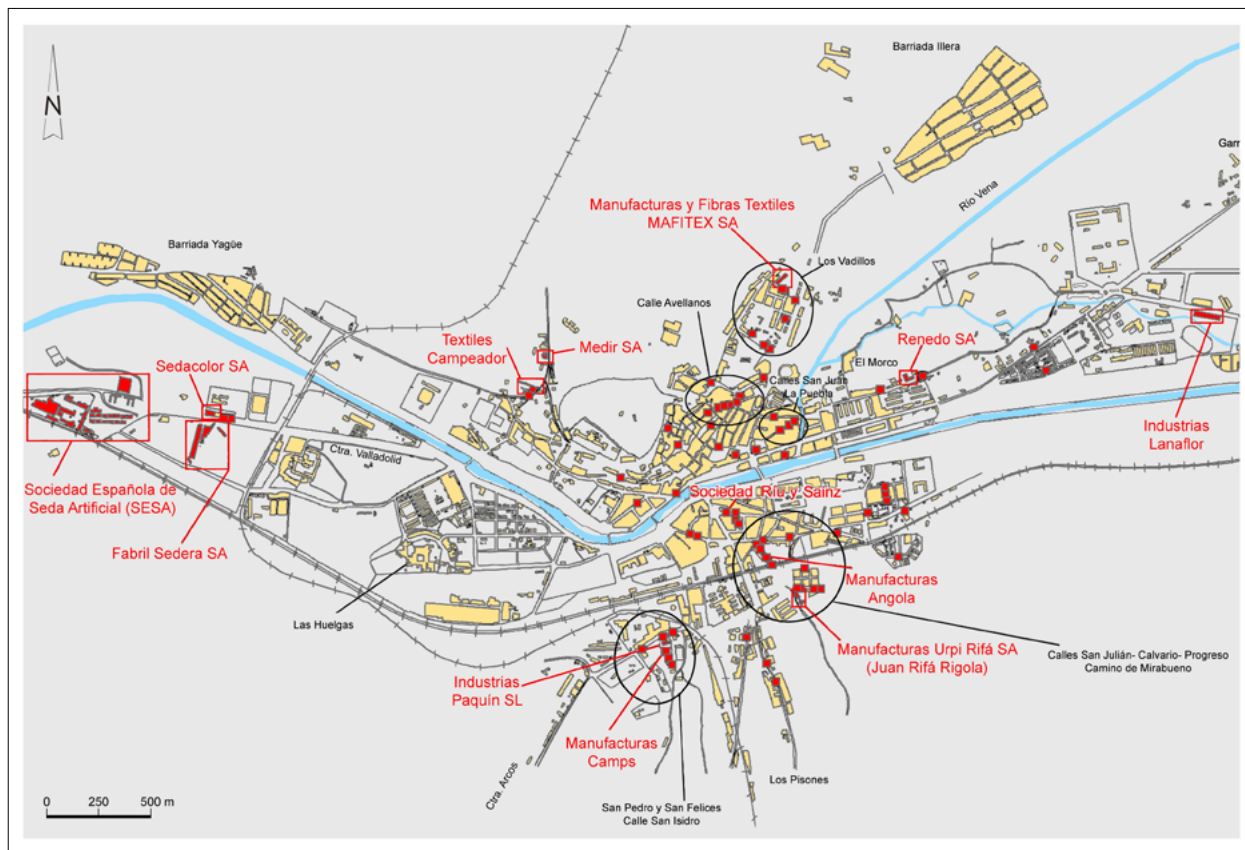 Barriada Illera
N
Garr
Río Vena
Manufacturas y Fibras Textiles
MAFITEX SA
Barriada Yagüe
Los Vadillos
Calle Avellanos
Textiles
Campeador
Medir SA
El Morco
Renedo SA
Sedacolor SA
Calles San Juán
La Puebla
Industrias
Lanaflor
Ctra. Valladolid
Sociedad Española de
Seda Artificial (SESA)
Sociedad Riu y Sainz
Fabril Sedera SA
Manufacturas
Angola
Las Huelgas
Manufacturas Urpi Rifá SA
(Juan Rifá Rigola)
Calles San Julián- Calvario- Progreso
Camino de Mirabueno
Industrias
Paquín SL
Manufacturas
Camps
Ctra. Arcos
Los Pisones
San Pedro y San Felices
Calle San Isidro
0 250 500 m